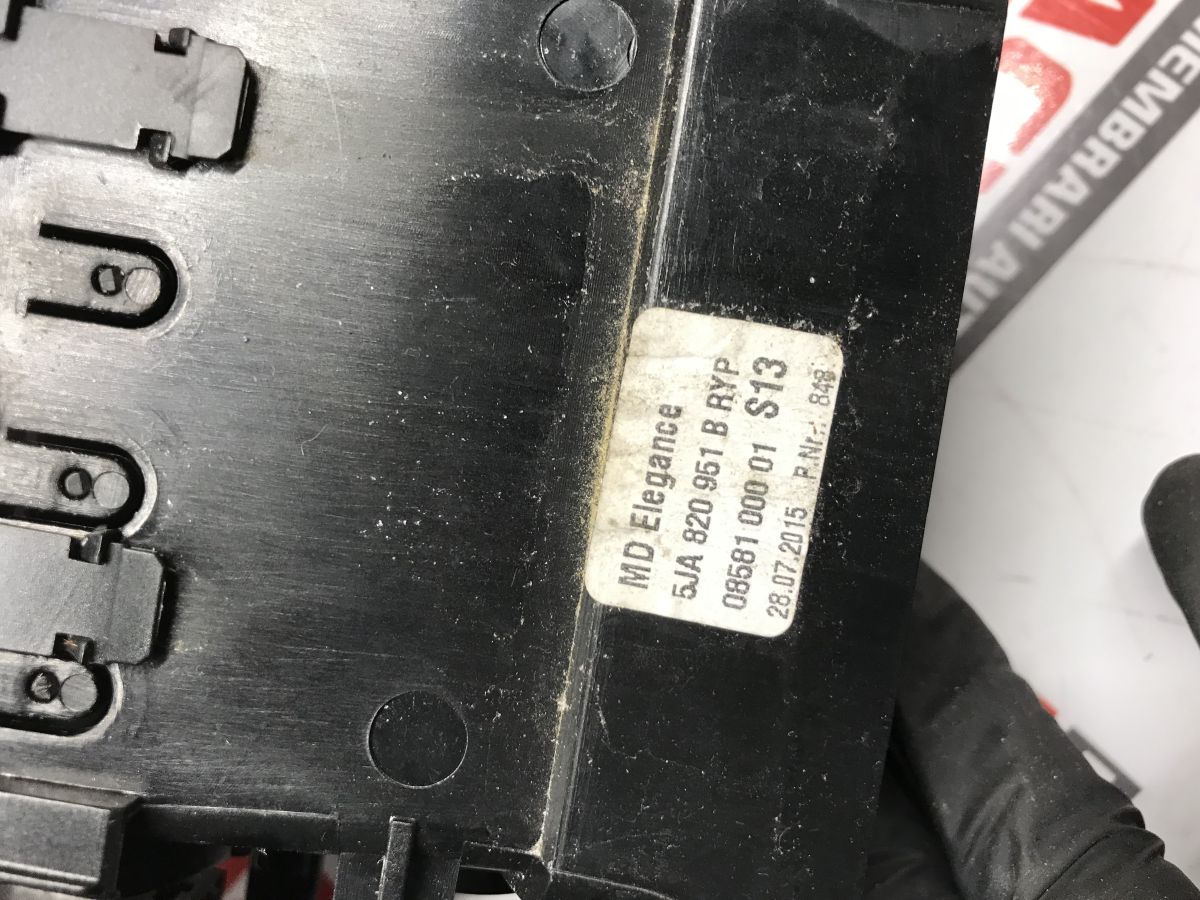 MD Elegance
5JA 820 951 B RYP
08581 000 01 S13
28.07.2015 P.Nr.: 848